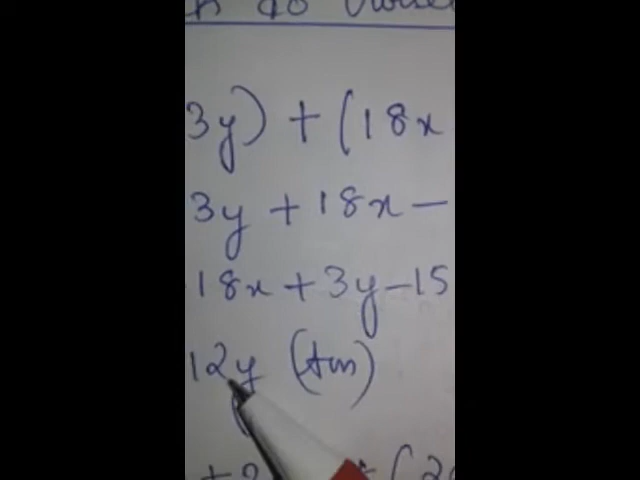 3y) + (18x
3y + 18x -
18x + 3y - 15
12y (Ans)